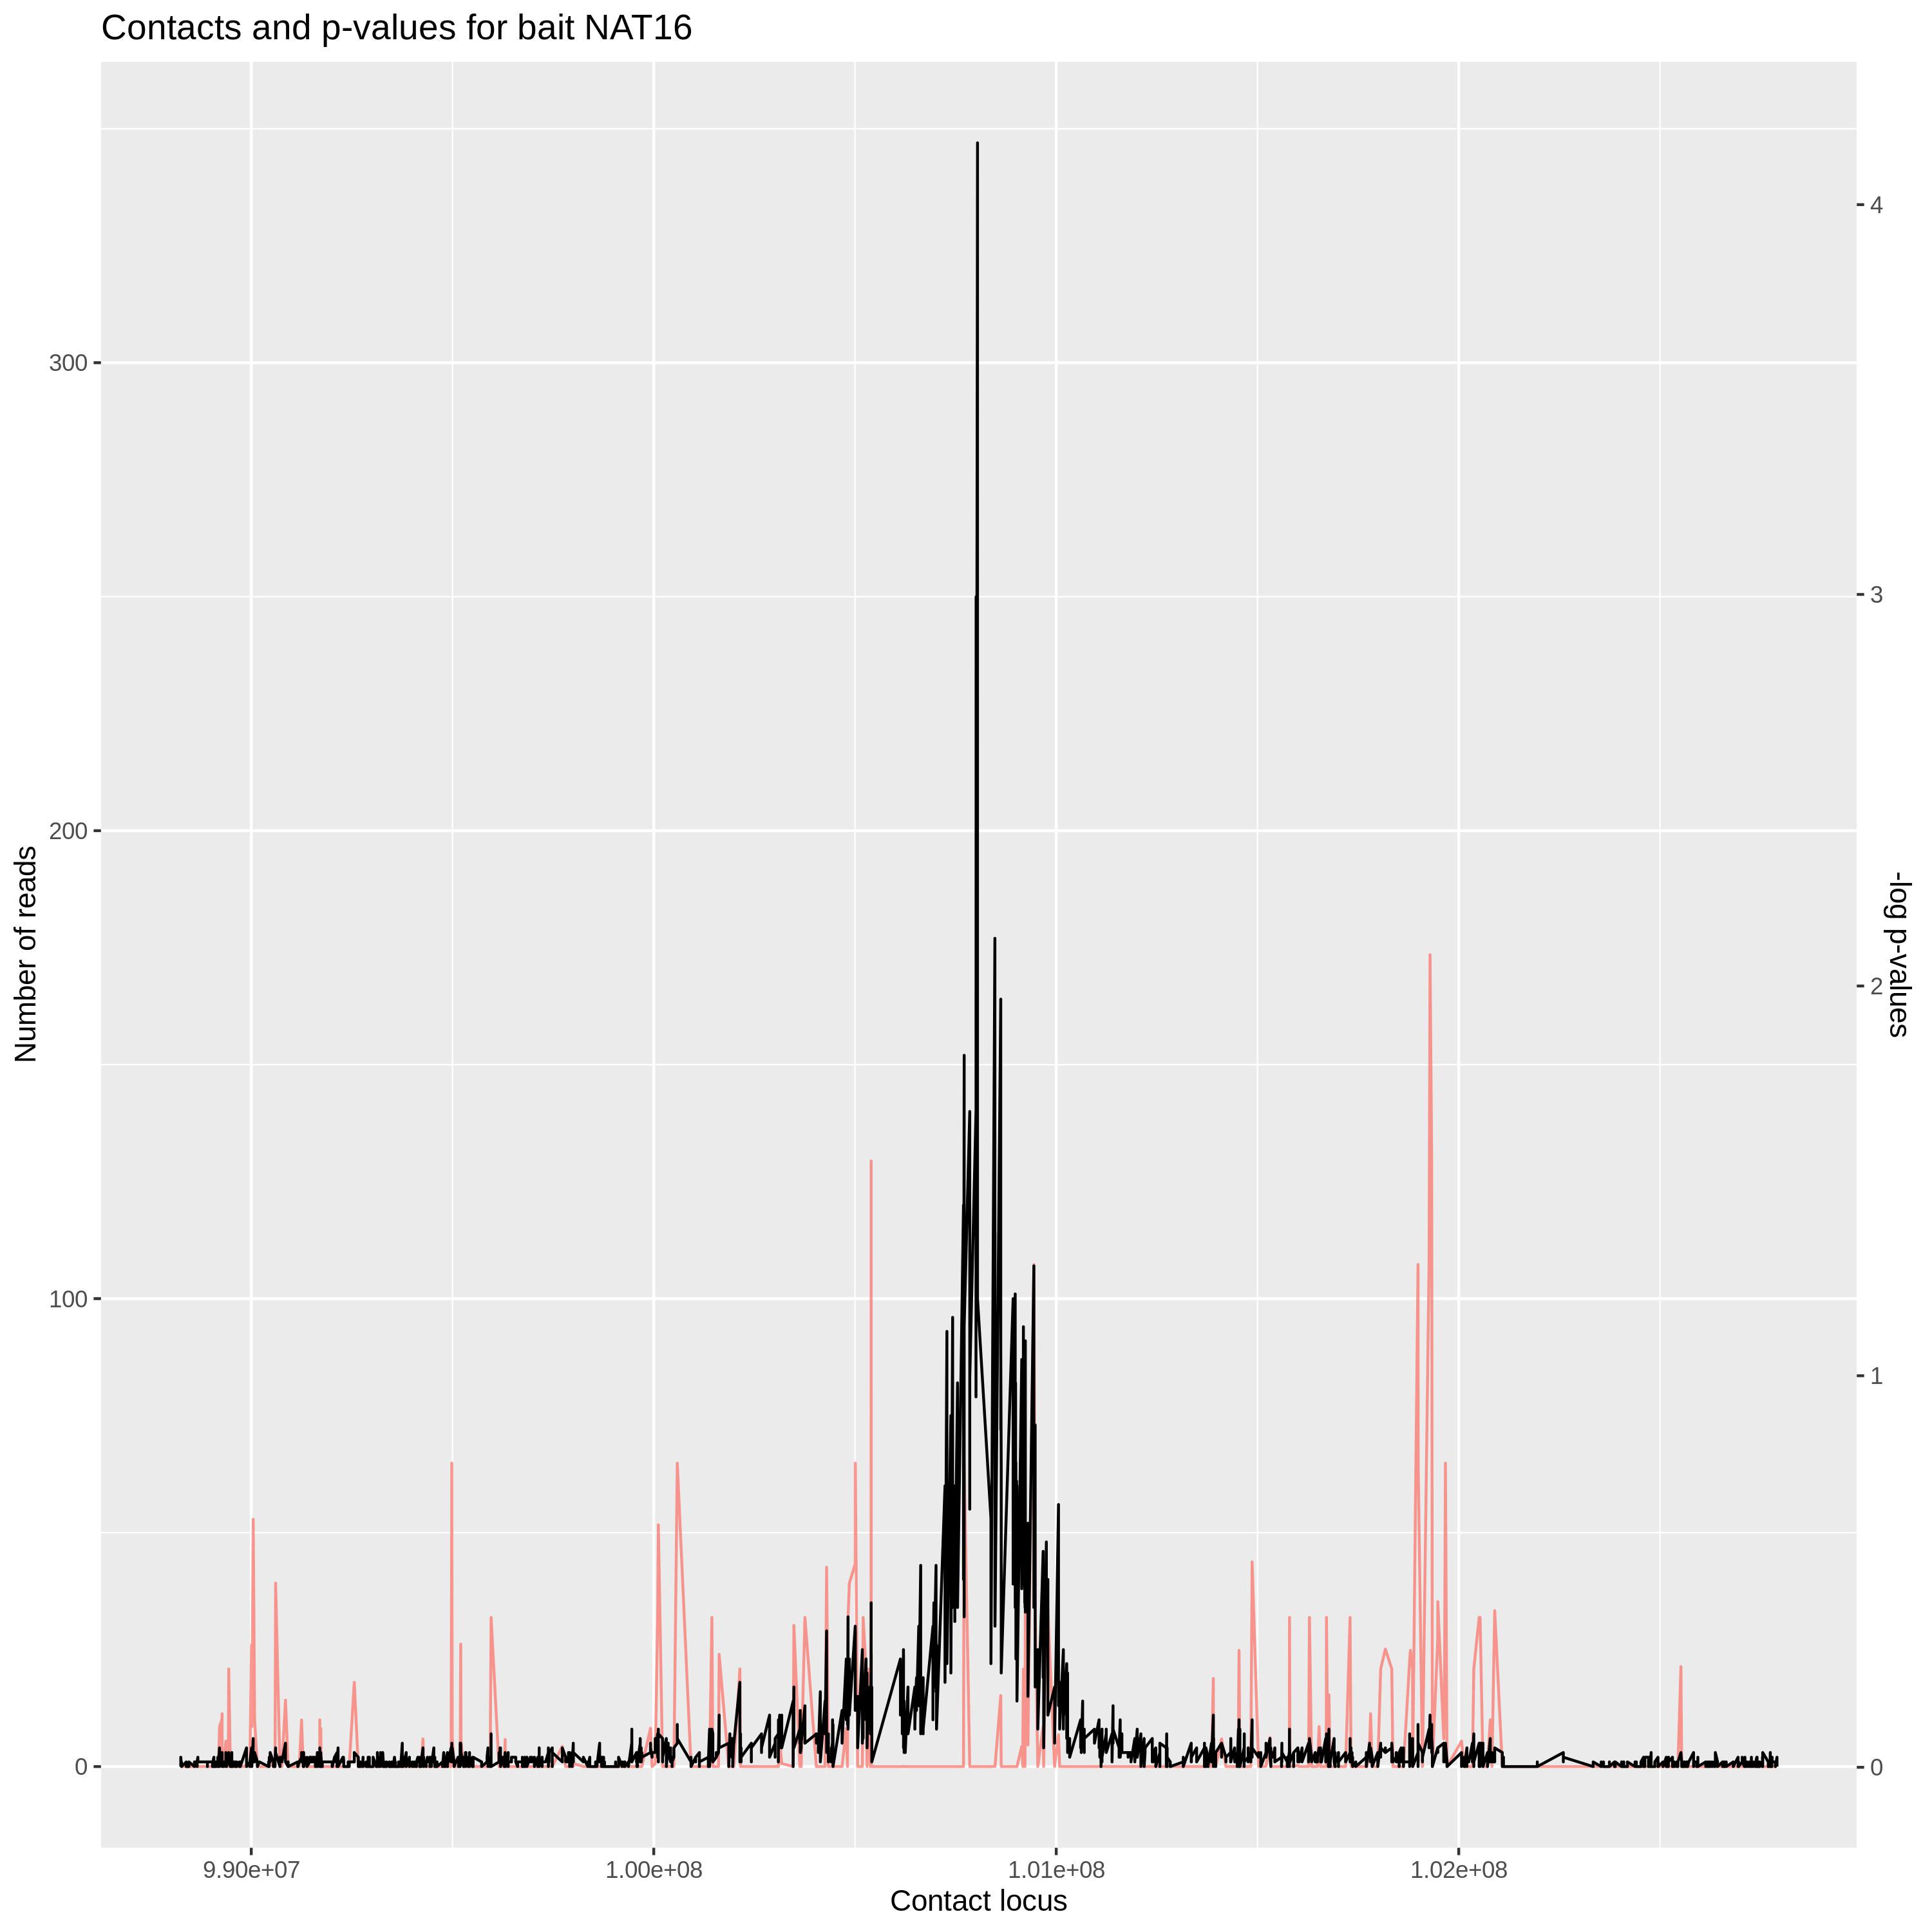 Contacts and p-values for bait NAT16
Number of reads
300
200
100
0
4
3
2
1
0
-log p-values
9.90e+07
1.00e+08
1.01e+08
1.02e+08
Contact locus